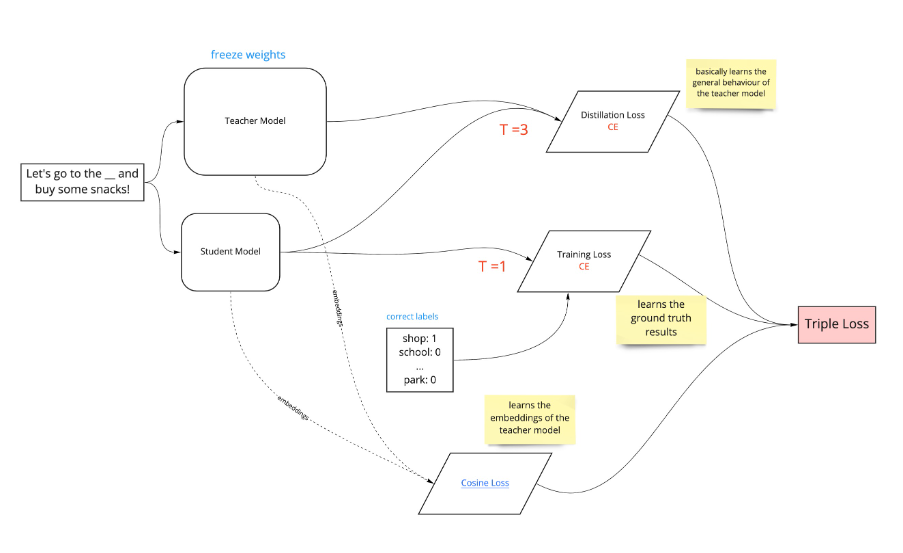 freeze weights
Teacher Model
basically learns the
general behaviour of
the teacher model
Distillation Loss
CE
T =3
Let's go to the __ and
buy some snacks!
Student Model
T =1
Training Loss
CE
embeddings
correct labels
shop: 1
school: 0
...
park: 0
learns the
ground truth
results
Triple Loss
embeddings
learns the
embeddings of the
teacher model
Cosine Loss